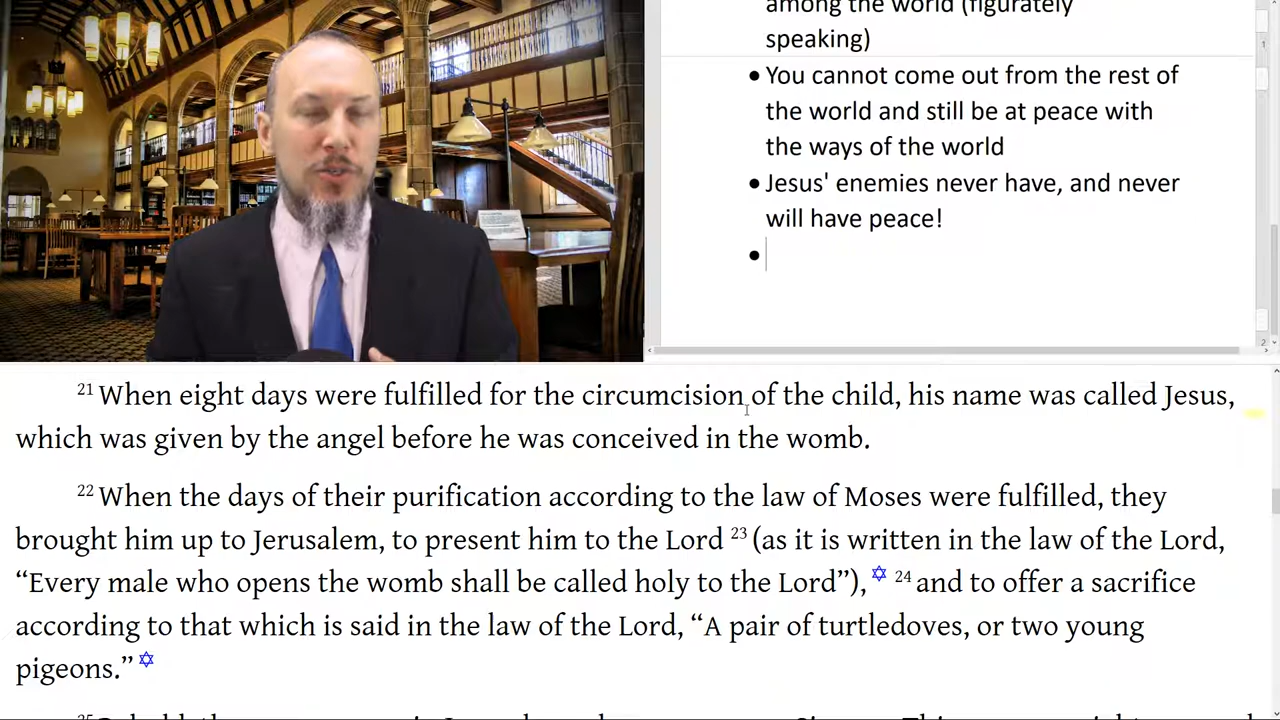 among the world (figurately
speaking)
• You cannot come out from the rest of
the world and still be at peace with
the ways of the world
• Jesus' enemies never have, and never
will have peace!
•
1
2
21 When eight days were fulfilled for the circumcision of the child, his name was called Jesus,
which was given by the angel before he was conceived in the womb.
22 When the days of their purification according to the law of Moses were fulfilled, they
brought him up to Jerusalem, to present him to the Lord 23 (as it is written in the law of the Lord,
“Every male who opens the womb shall be called holy to the Lord”),✡ 24 and to offer a sacrifice
according to that which is said in the law of the Lord, “A pair of turtledoves, or two young
pigeons.”✡